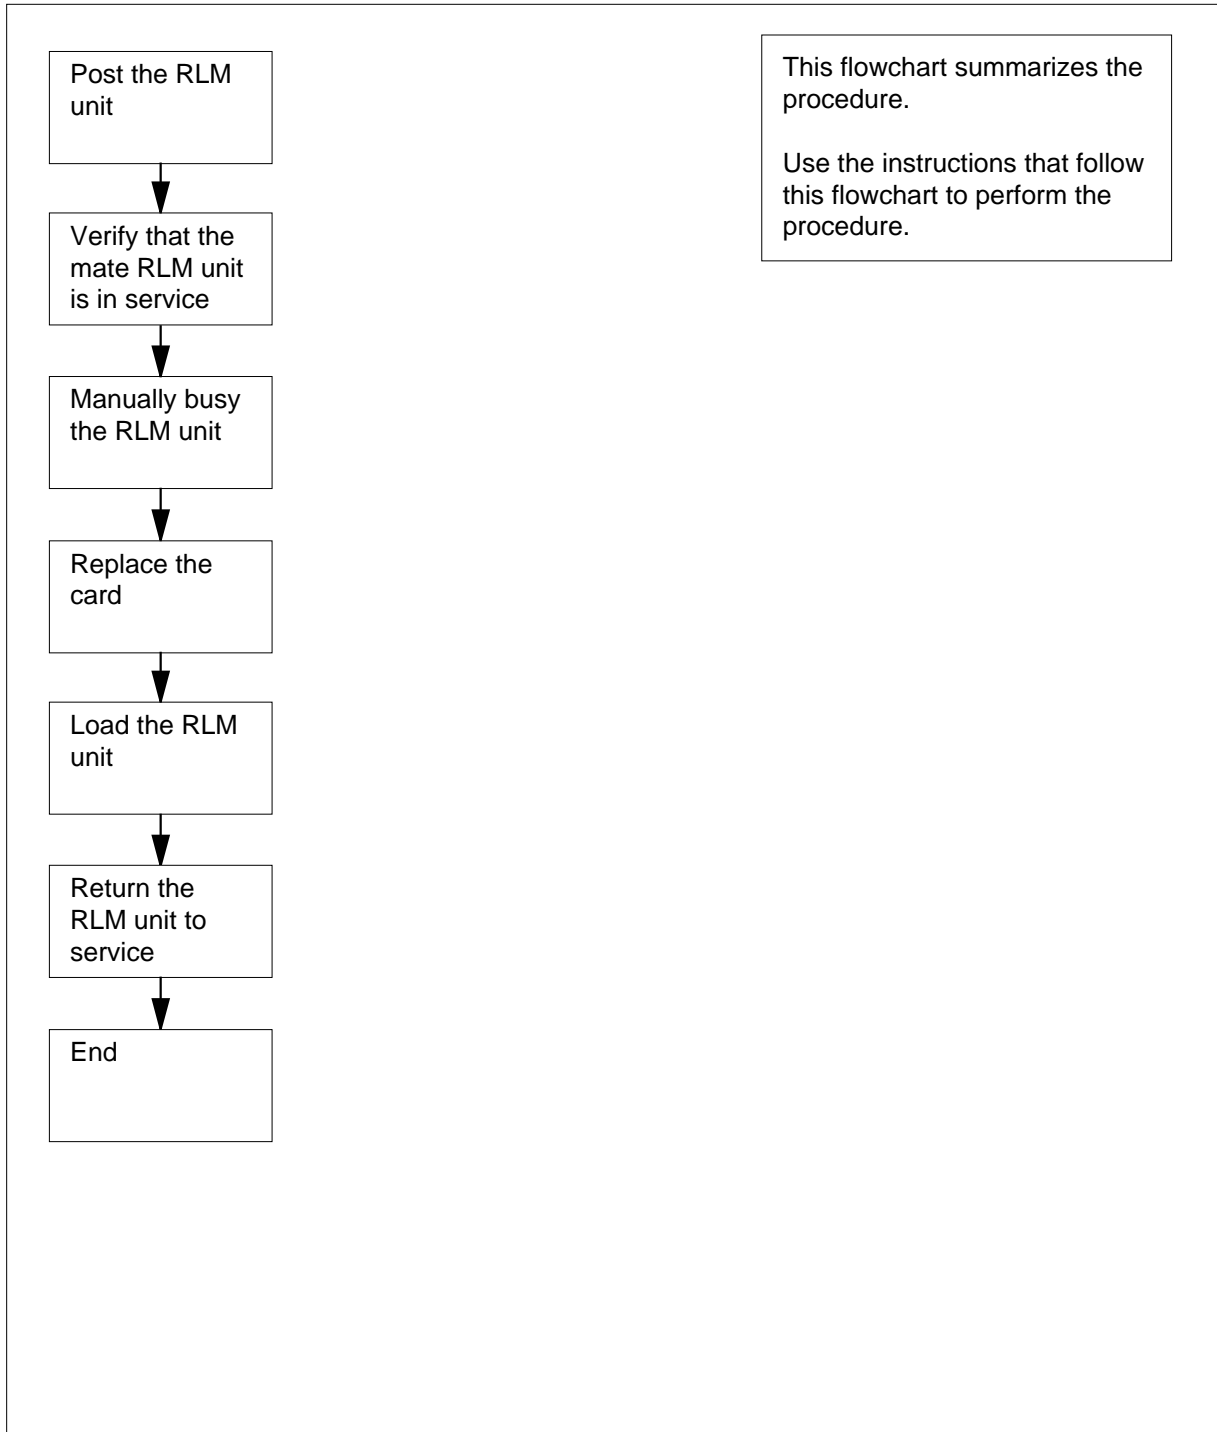 Post the RLM
unit
Verify that the
mate RLM unit
is in service
Manually busy
the RLM unit
Replace the
card
Load the RLM
unit
Return the
RLM unit to
service
End
This flowchart summarizes the
procedure.
Use the instructions that follow
this flowchart to perform the
procedure.